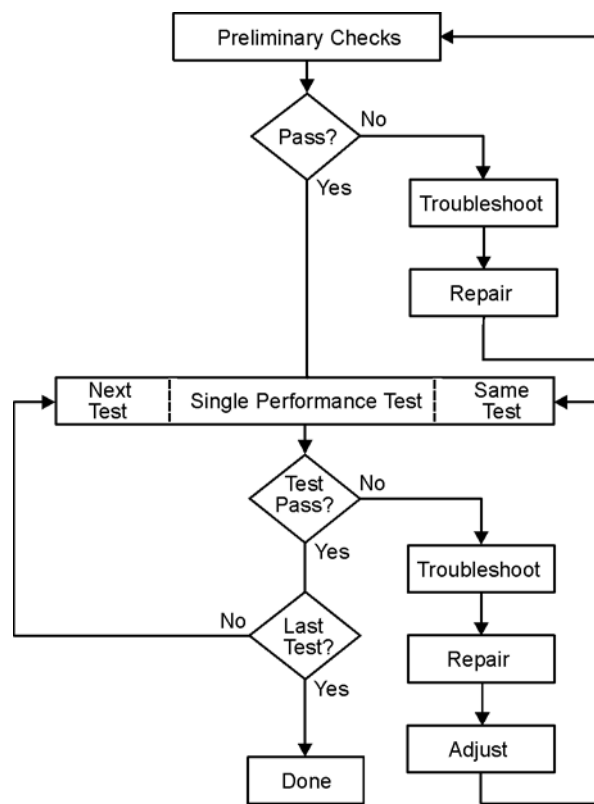 Preliminary Checks
Pass?
No
Yes
Troubleshoot
Repair
Next
Test
Single Performance Test
Same
Test
Test
Pass?
No
Yes
Troubleshoot
Last
Test?
No
Yes
Repair
Adjust
Done